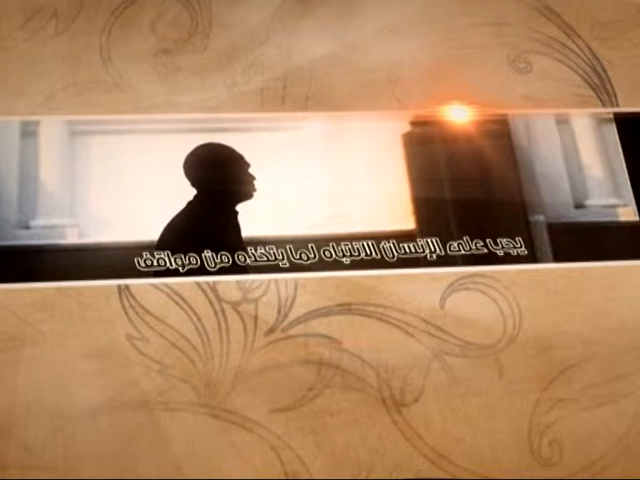 يجب على الإنسان الانتباه لما يتخذه من مواقف